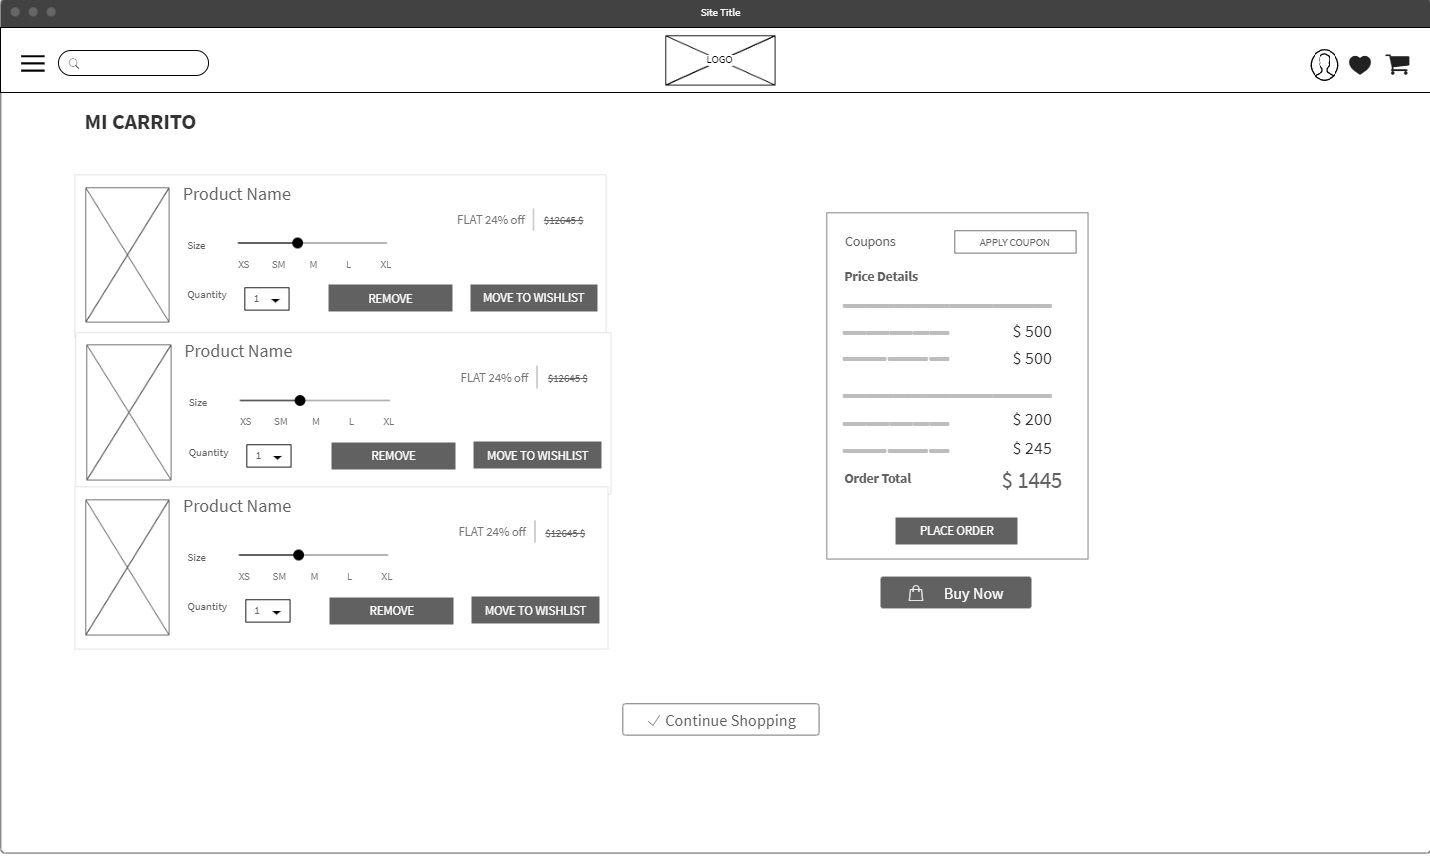 Site Title
LOGO
MI CARRITO
Product Name
FLAT 24% off $12645 $
Size
XS SM M L XL
Quantity 1 REMOVE MOVE TO WISHLIST
Product Name
FLAT 24% off $12645 $
Size
XS SM M L XL
Quantity 1 REMOVE MOVE TO WISHLIST
Product Name
FLAT 24% off $12645 $
Size
XS SM M L XL
Quantity 1 REMOVE MOVE TO WISHLIST
Coupons APPLY COUPON
Price Details
$ 500
$ 500
$ 200
$ 245
Order Total $ 1445
PLACE ORDER
Buy Now
Continue Shopping